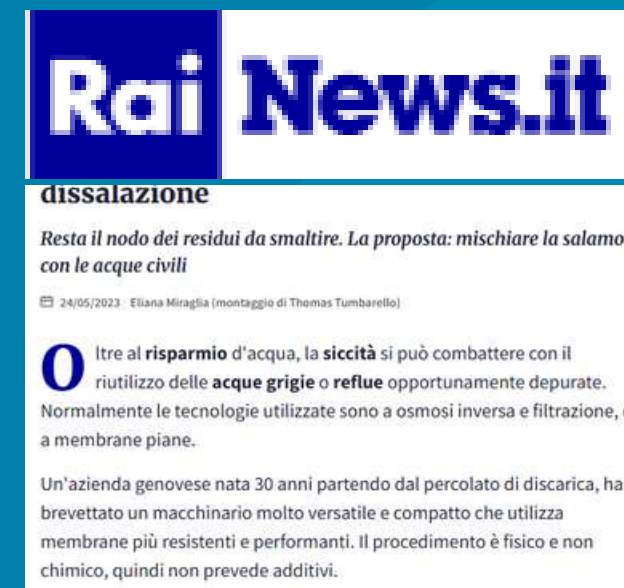 Rai News.it
dissalazione
Resta il nodo dei residui da smaltire. La proposta: mischiare la salamo
con le acque civili
24/05/2023 Eliana Miraglia (montaggio di Thomas Tumbarello)
Oltre al risparmio d'acqua, la siccità si può combattere con il
riutilizzo delle acque grigie o reflue opportunamente depurate.
Normalmente le tecnologie utilizzate sono a osmosi inversa e filtrazione,
a membrane piane.
Un'azienda genovese nata 30 anni partendo dal percolato di discarica, ha
brevettato un macchinario molto versatile e compatto che utilizza
membrane più resistenti e performanti. Il procedimento è fisico e non
chimico, quindi non prevede additivi.